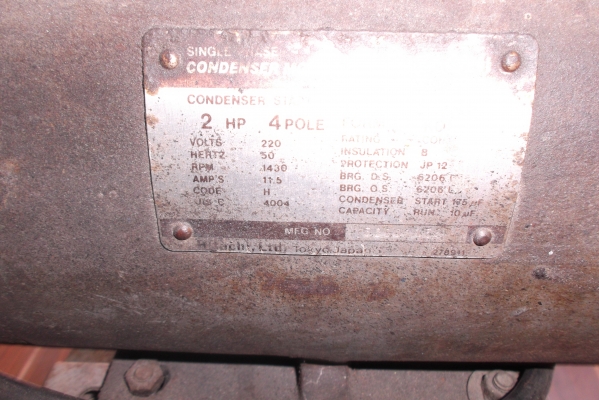 SINGLE PHASE
CONDENSER
CONDENSER
2 HP 4 POLE
VOLTS 220
HERTZ 50
RPM 1430
AMP'S 11.5
CODE H
JIS C 4004
RATING
INSULATION B
PROTECTION JP 12
BRG. D.S. 6206
BRG. O.S. 6206
CONDENSER START 175 µF
CAPACITY RUN 10 µF
MFG NO
Ltd. Tokyo Japan